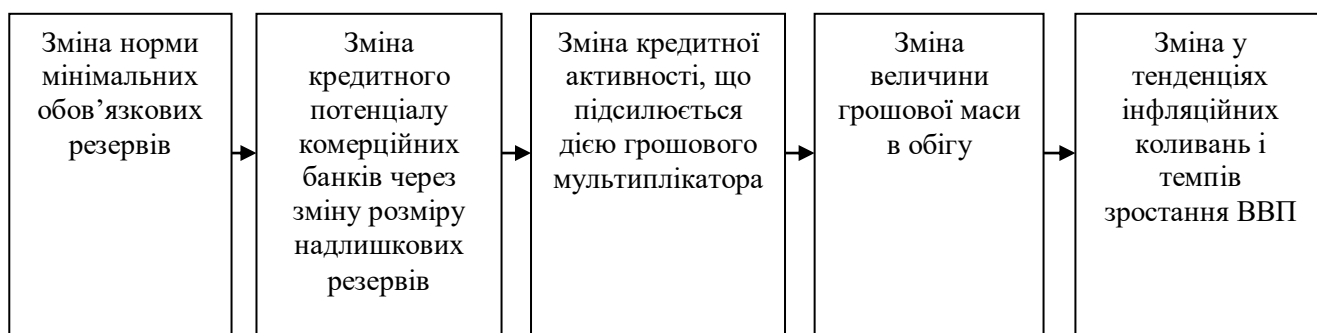 Зміна норми
мінімальних
обов’язкових
резервів
Зміна
кредитного
потенціалу
комерційних
банків через
зміну розміру
надлишкових
резервів
Зміна кредитної
активності, що
підсилюється
дією грошового
мультиплікатора
Зміна
величини
грошової маси
в обігу
Зміна у
тенденціях
інфляційних
коливань і
темпів
зростання ВВП